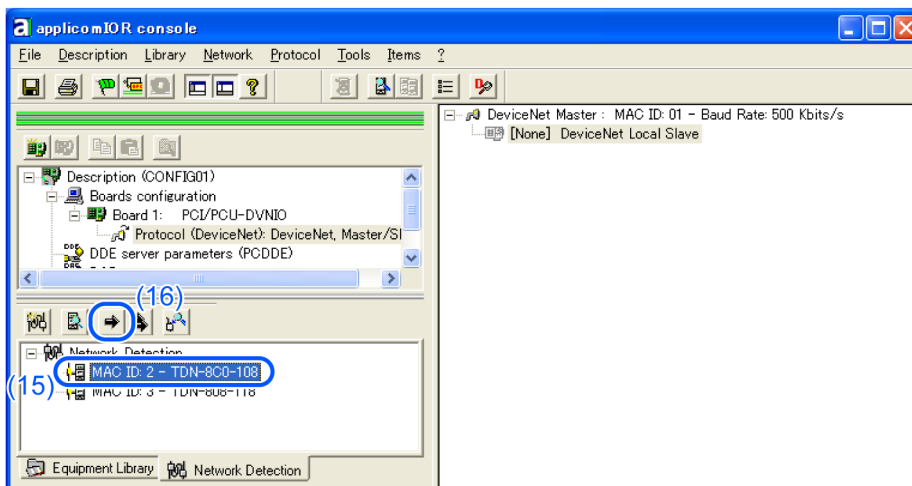 applicomIOR console
File Description Library Network Protocol Tools Items ?
Description (CONFIG01)
Boards configuration
Board 1: PCI/PCU-DVNIO
Protocol (DeviceNet): DeviceNet, Master/Sl
DDE server parameters (PCDDE)
DeviceNet Master : MAC ID: 01 - Baud Rate: 500 Kbits/s
[None] DeviceNet Local Slave
(16)
Network Detection
(15)
MAC ID: 2 - TDN-8C0-108
MAC ID: 3 - TDN-808-118
Equipment Library Network Detection